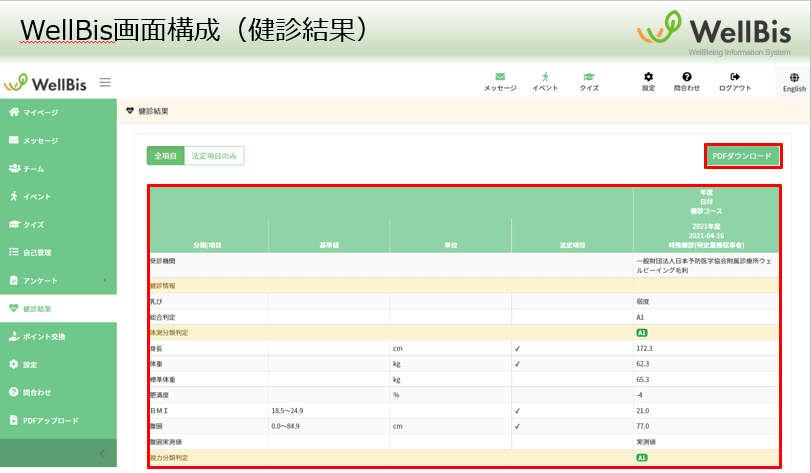 WellBis画面構成（健診結果）
WellBis
WellBeing Information System
WellBis
メッセージ イベント クイズ 設定 問合わせ ログアウト English
マイページ
メッセージ
チーム
イベント
クイズ
自己管理
アンケート
健診結果
ポイント交換
設定
問合わせ
PDFアップロード
健診結果
全項目 法定項目のみ PDFダウンロード
年度
日付
健診コース
2021年度
2021-04-16
分類/項目 基準値 単位 法定項目 特殊健診(特定業務従事者)
受診機関 一般財団法人日本予防医学協会附属診療所ウェ
ルビーイング毛利
健診情報
乳び 弱度
総合判定 A1
体測分類判定 A1
身長 cm ✓ 172.3
体重 kg ✓ 62.3
標準体重 kg 65.3
肥満度 % -4
ＢＭＩ 18.5～24.9 ✓ 21.0
腹囲 0.0～84.9 cm ✓ 77.0
腹囲実測値 実測値
視力分類判定 A1